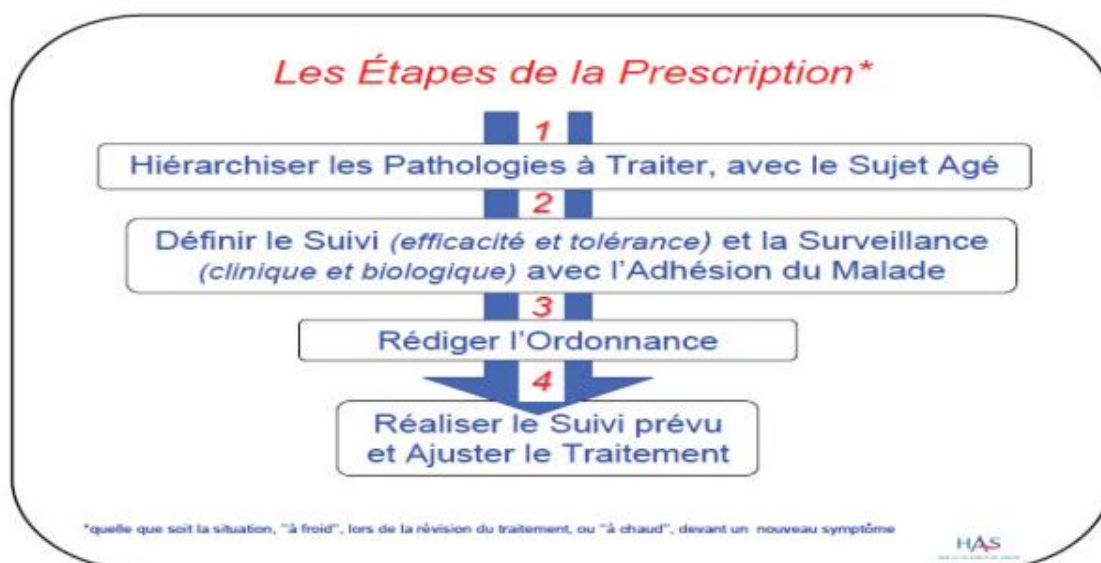 Les Étapes de la Prescription*
1
Hiérarchiser les Pathologies à Traiter, avec le Sujet Agé
2
Définir le Suivi (efficacité et tolérance) et la Surveillance
(clinique et biologique) avec l'Adhésion du Malade
3
Rédiger l'Ordonnance
4
Réaliser le Suivi prévu
et Ajuster le Traitement
*quelle que soit la situation, "à froid", lors de la révision du traitement, ou "à chaud", devant un nouveau symptôme
HAS